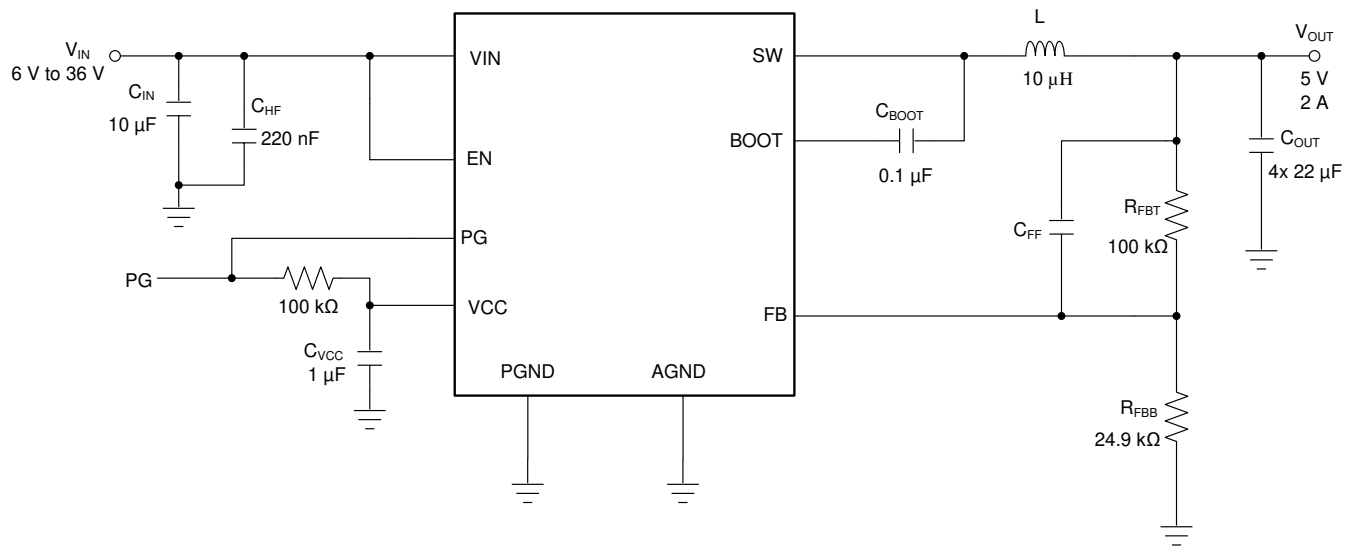 V_IN
6 V to 36 V
C_IN
10 µF
C_HF
220 nF
VIN
EN
PG
PG
100 kΩ
VCC
C_VCC
1 µF
PGND
AGND
SW
BOOT
FB
C_BOOT
0.1 µF
L
10 µH
V_OUT
5 V
2 A
C_OUT
4x 22 µF
C_FF
R_FBT
100 kΩ
R_FBB
24.9 kΩ